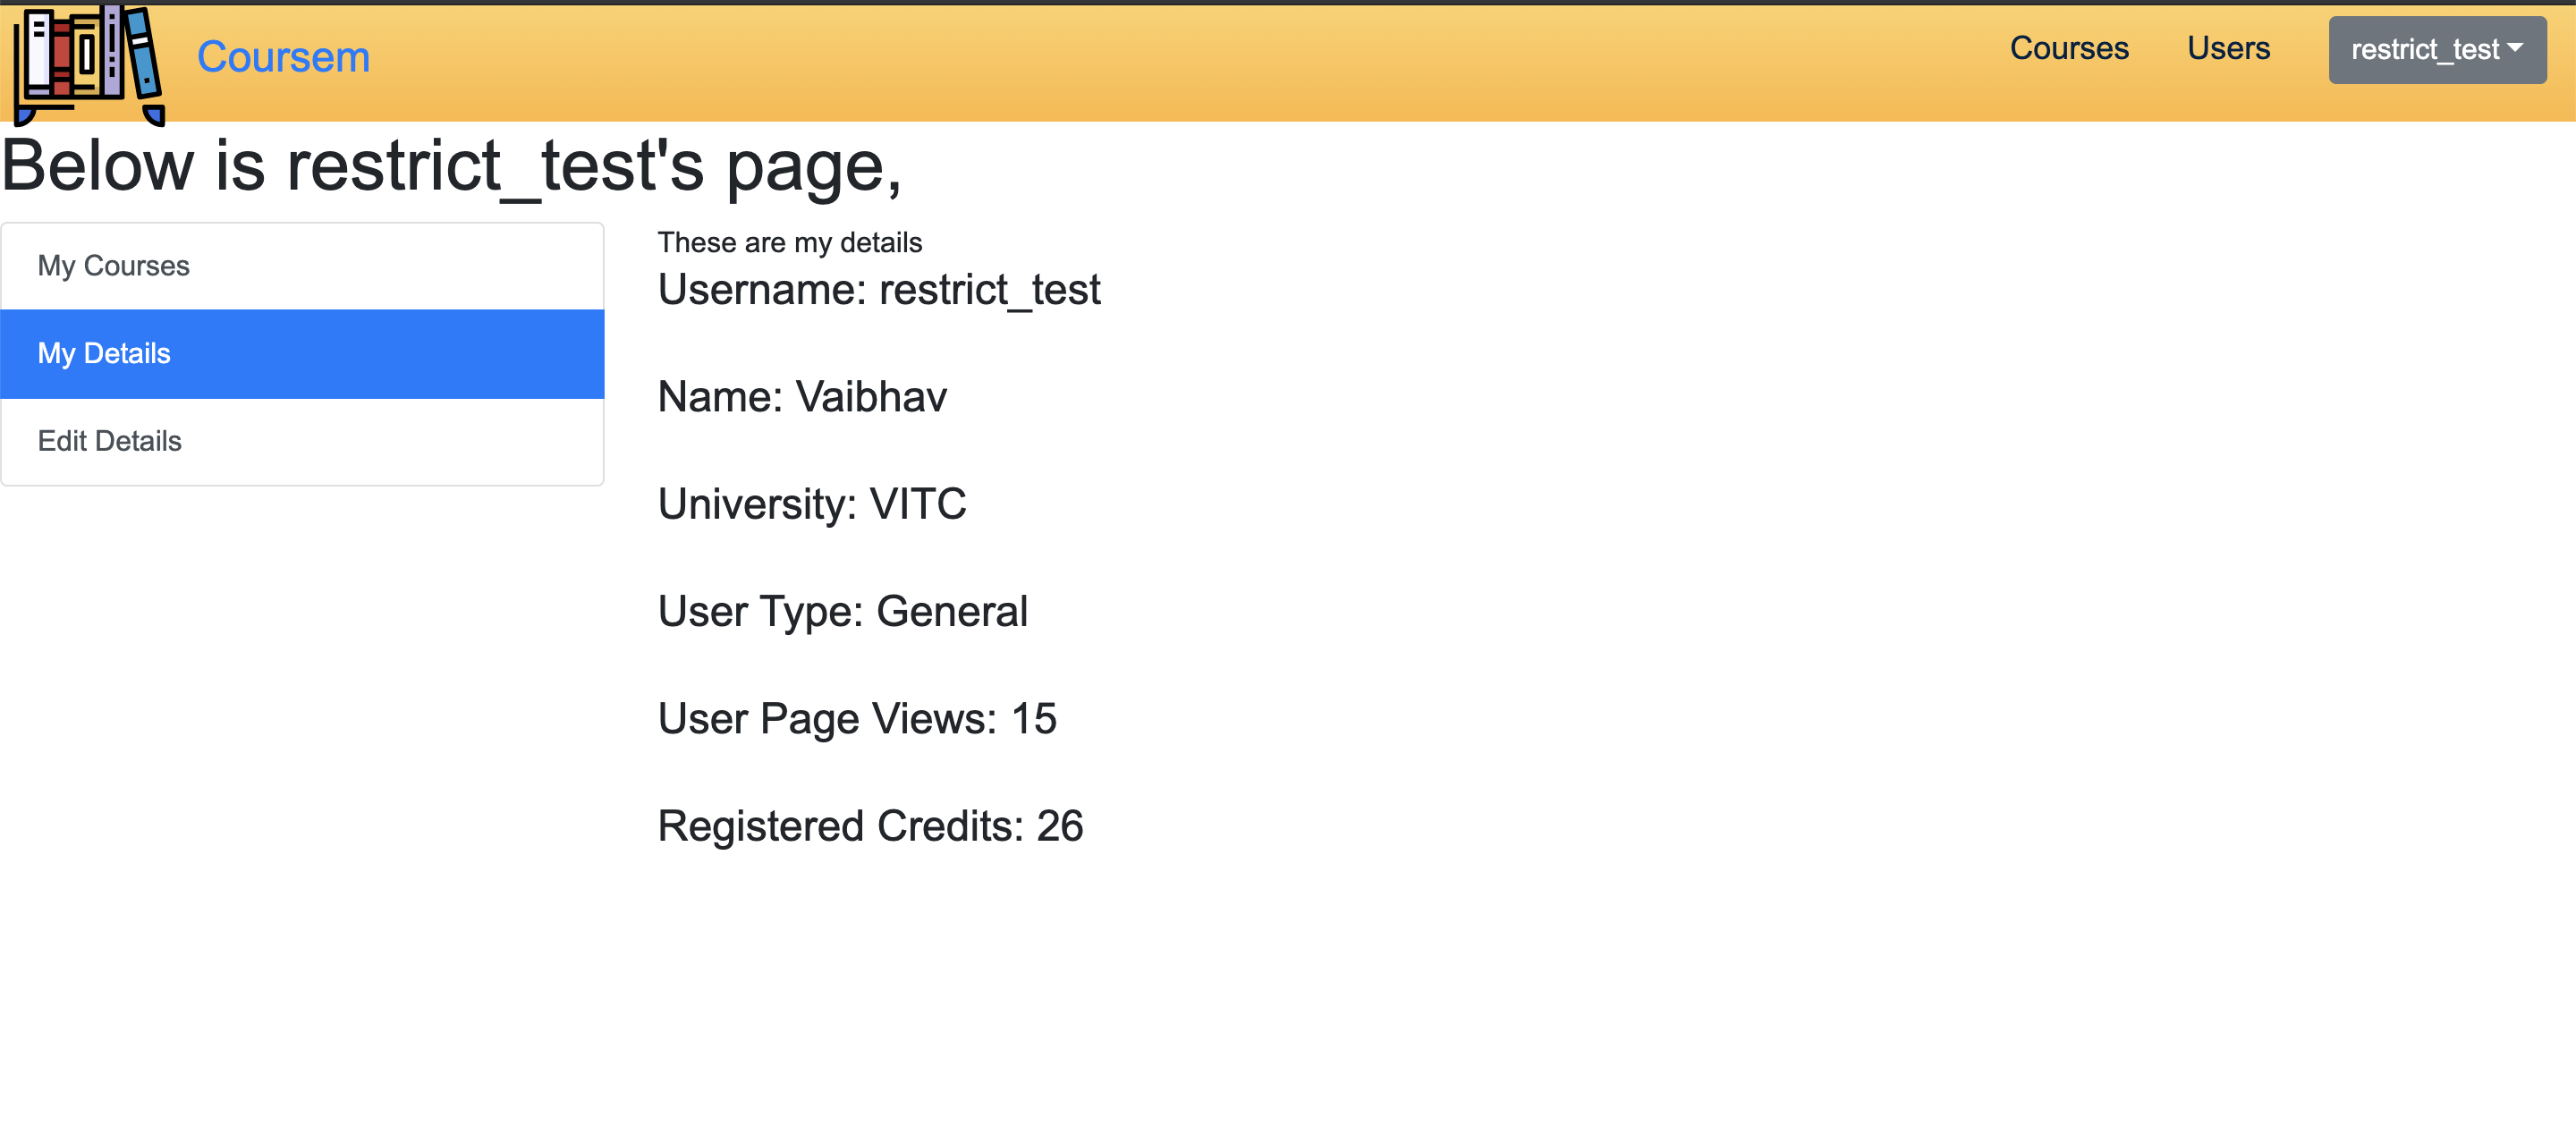 Coursem
Courses
Users
restrict_test
Below is restrict_test's page,
My Courses
My Details
Edit Details
These are my details
Username: restrict_test
Name: Vaibhav
University: VITC
User Type: General
User Page Views: 15
Registered Credits: 26